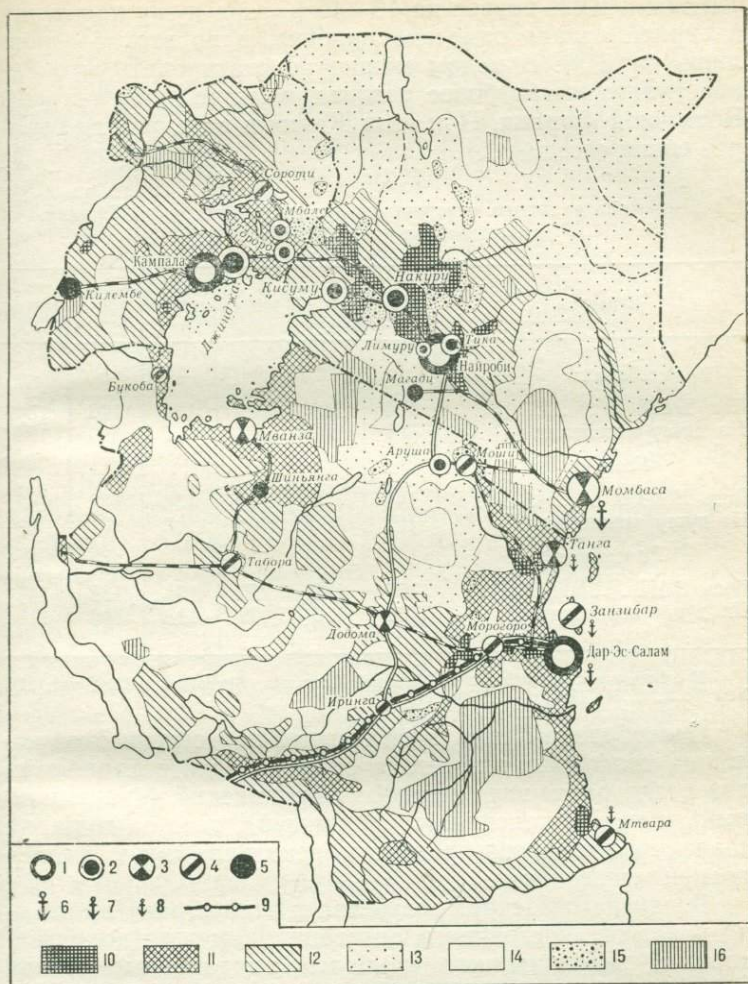 Сороти
Мбале
Тороро
Кампала
Джинджа
Килембе
Кисуму
Накуру
Лимуру
Тика
Найроби
Магади
Букоба
Мванза
Аруша
Моши
Шиньянга
Момбаса
Танга
Табора
Занзибар
Додома
Морогоро
Дар-Эс-Салам
Иринга
Мтвара
1 2 3 4 5
6 7 8 9
10 11 12 13 14 15 16